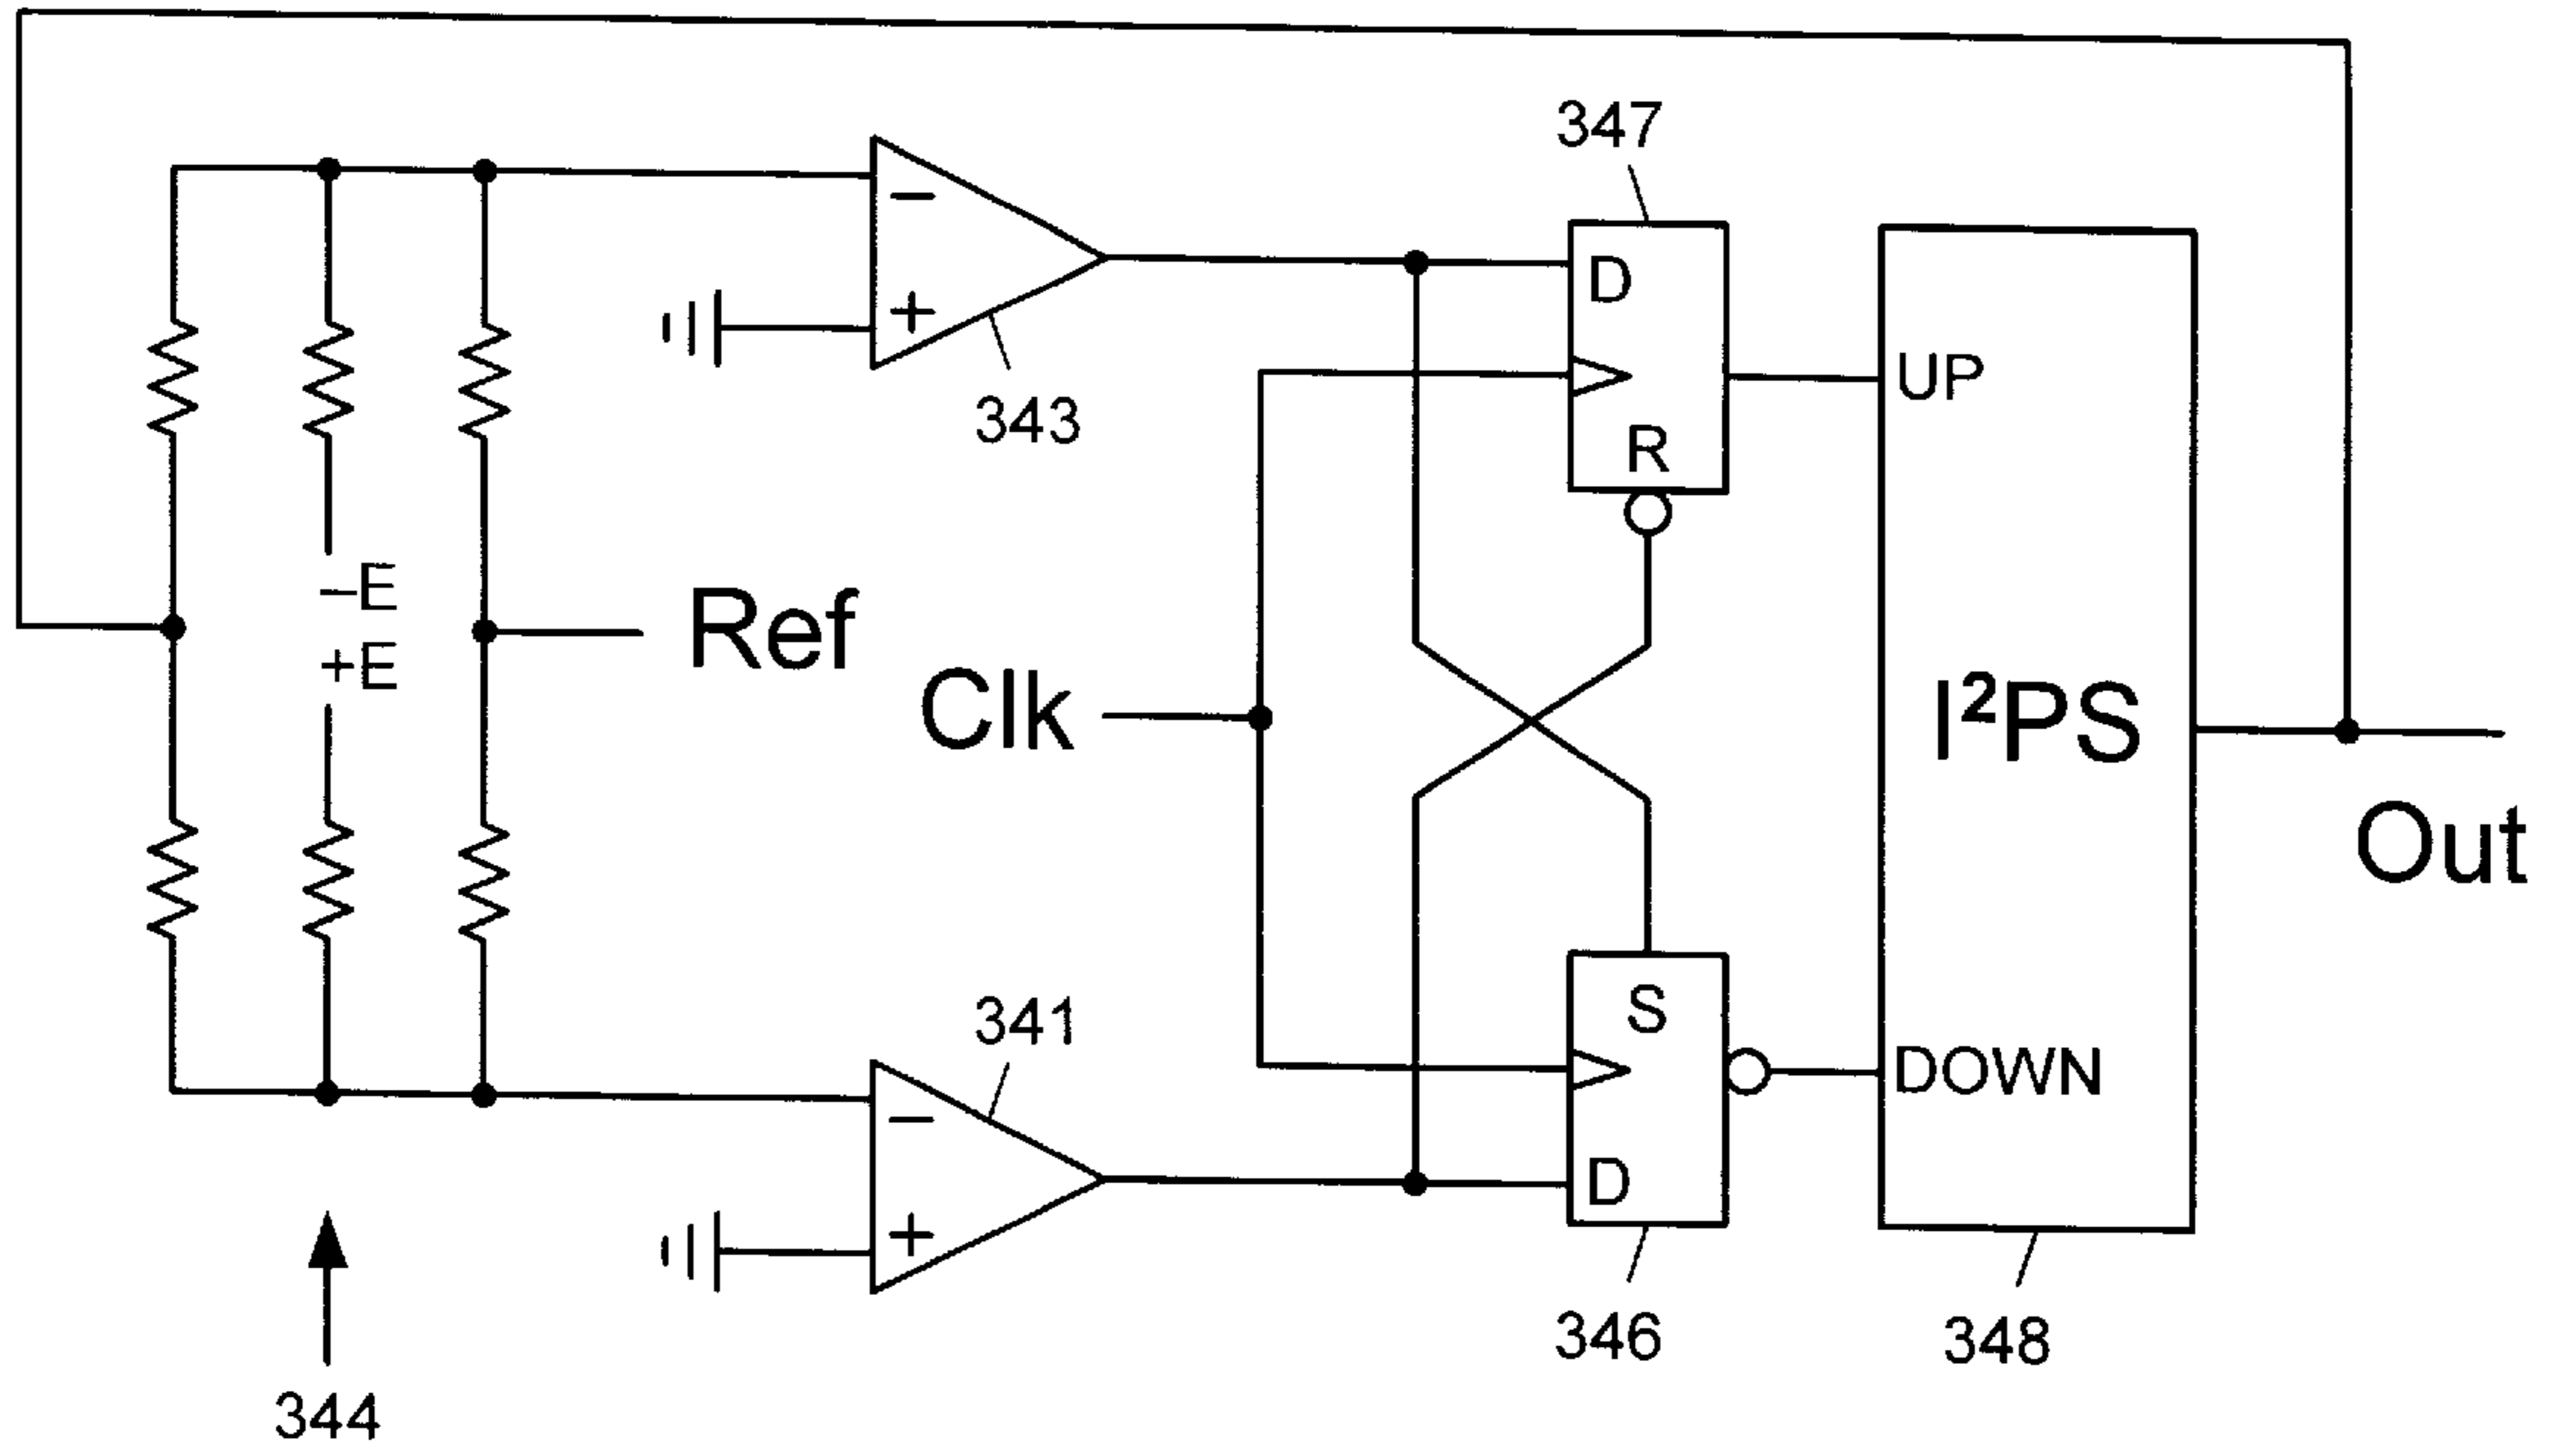 347
−
D
+
343
UP
R
−E
+E
Ref
Clk
I²PS
Out
341
S
−
DOWN
D
+
346
348
344